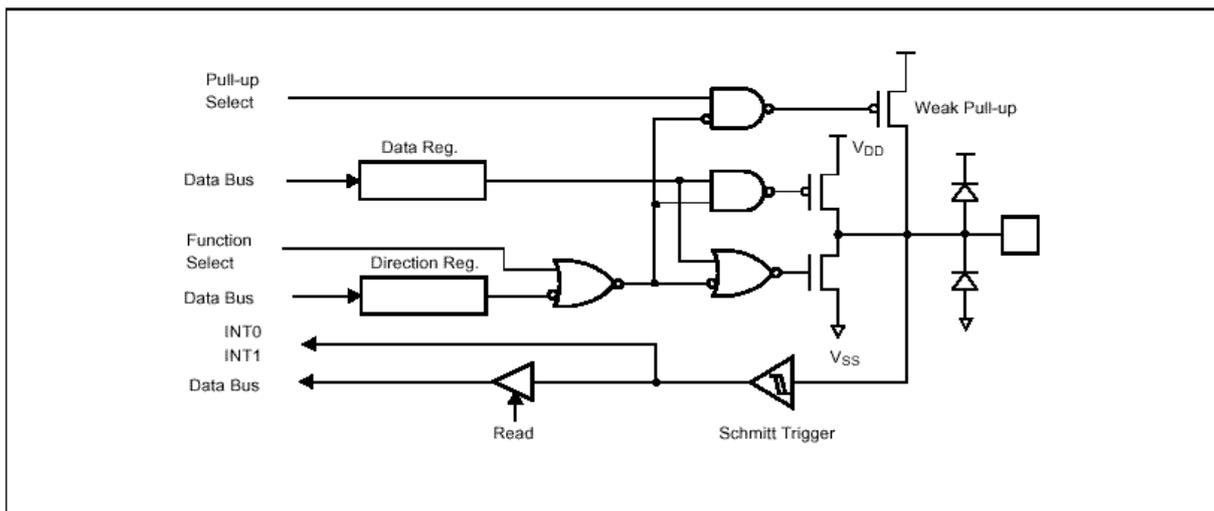 Pull-up
Select
Weak Pull-up
Data Reg.
VDD
Data Bus
Function
Select
Direction Reg.
Data Bus
INT0
INT1
VSS
Data Bus
Read
Schmitt Trigger